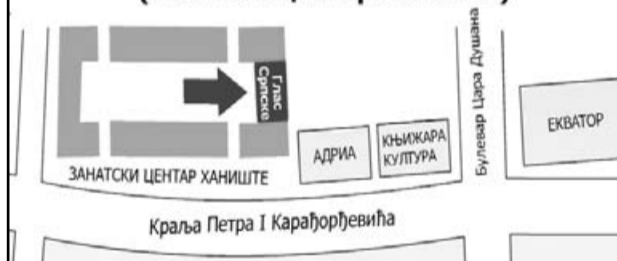 Глас
Српске
Булевар Цара Душана
ЕКВАТОР
АДРИА
КЊИЖАРА
КУЛТУРА
ЗАНАТСКИ ЦЕНТАР ХАНИШТЕ
Краља Петра I Карађорђевића